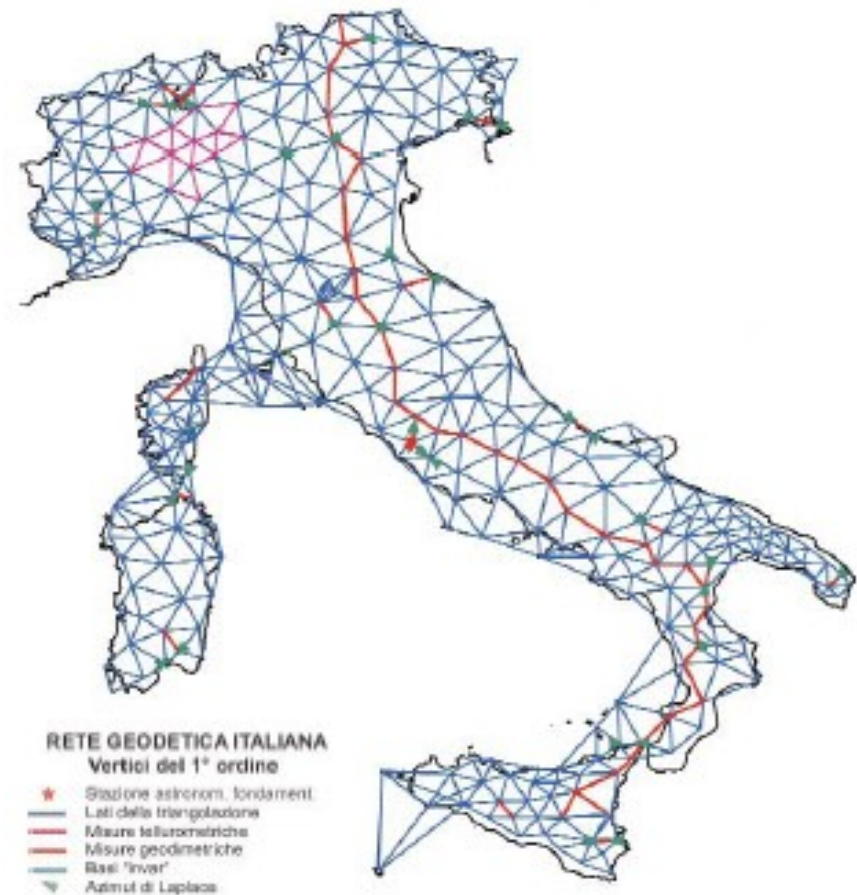 RETE GEODETICA ITALIANA
Vertici del 1° ordine
Stazione astronom. fondament.
Lati della triangolazione
Misure tellurometriche
Misure geodimetriche
Basi "invar"
Azimut di Laplace